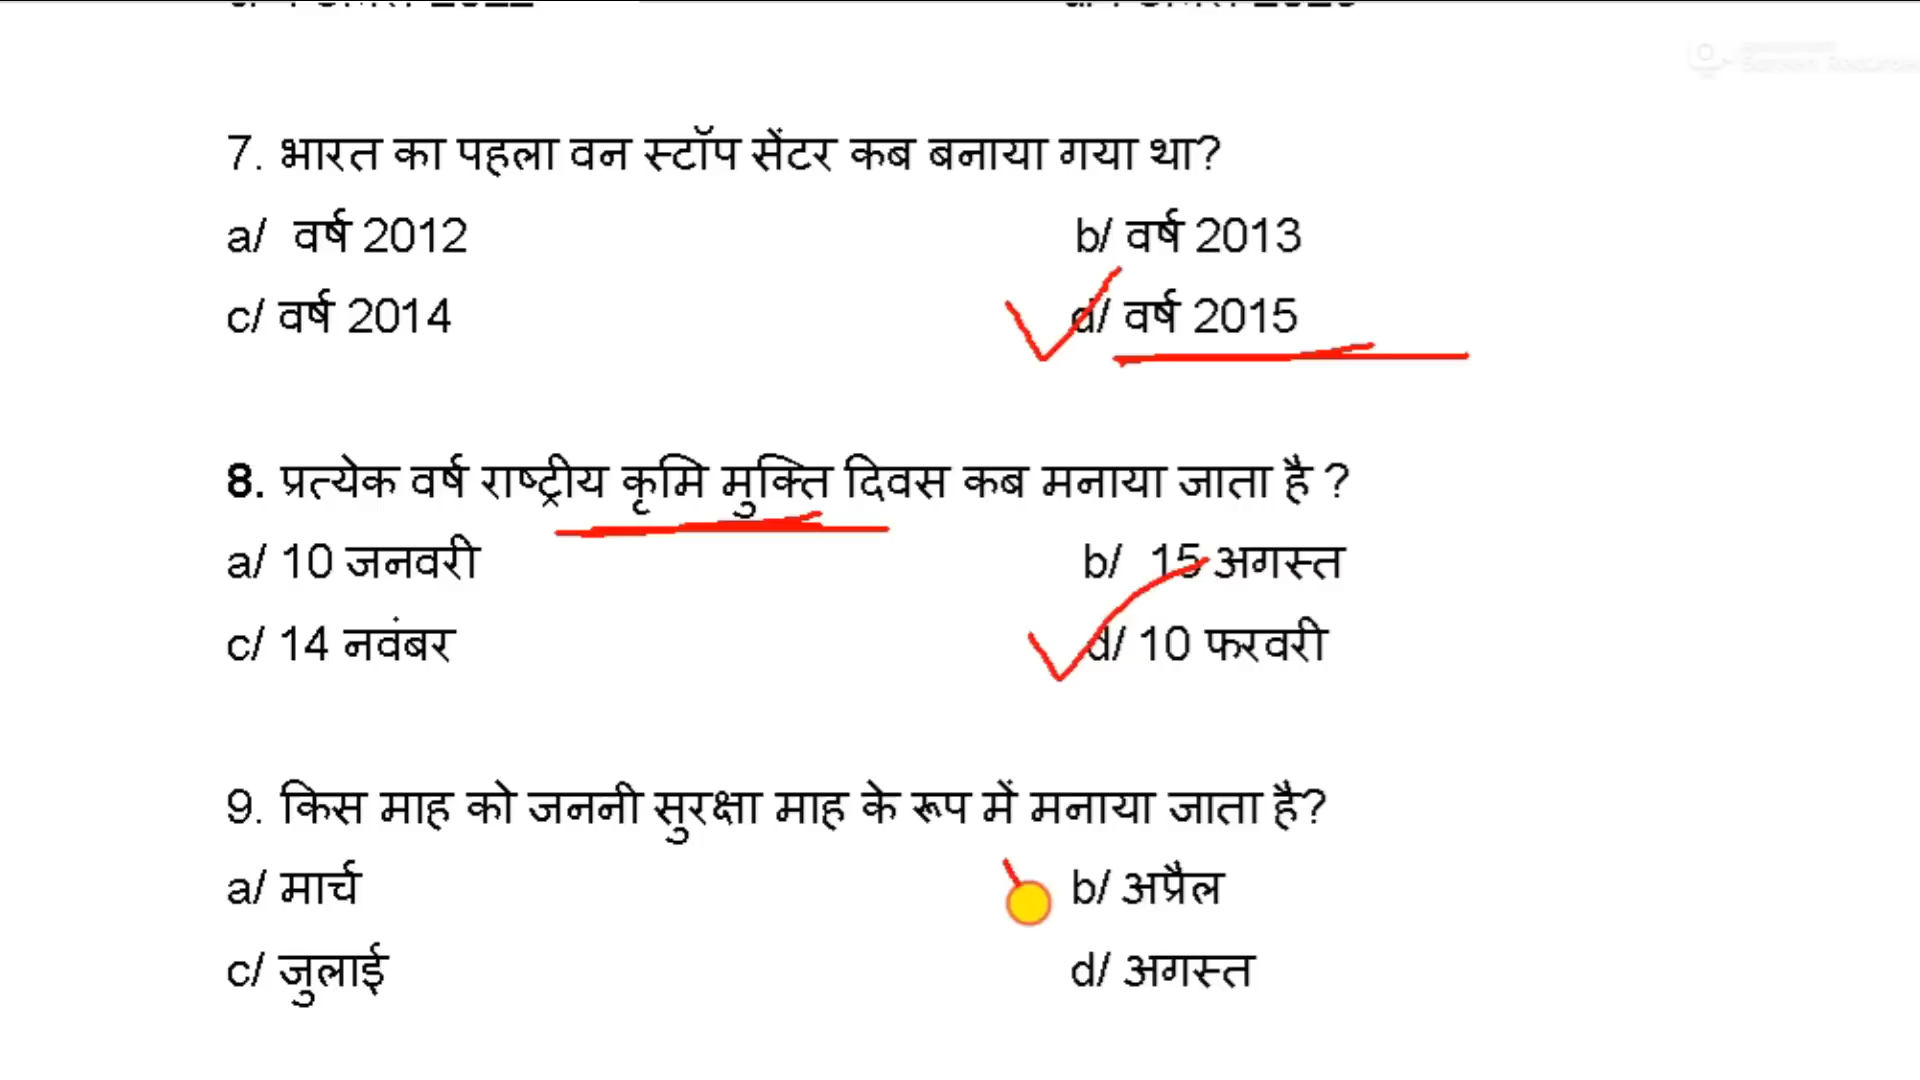 7. भारत का पहला वन स्टॉप सेंटर कब बनाया गया था?
a/ वर्ष 2012 b/ वर्ष 2013
c/ वर्ष 2014 d/ वर्ष 2015
8. प्रत्येक वर्ष राष्ट्रीय कृमि मुक्ति दिवस कब मनाया जाता है ?
a/ 10 जनवरी b/ 15 अगस्त
c/ 14 नवंबर d/ 10 फरवरी
9. किस माह को जननी सुरक्षा माह के रूप में मनाया जाता है?
a/ मार्च b/ अप्रैल
c/ जुलाई d/ अगस्त